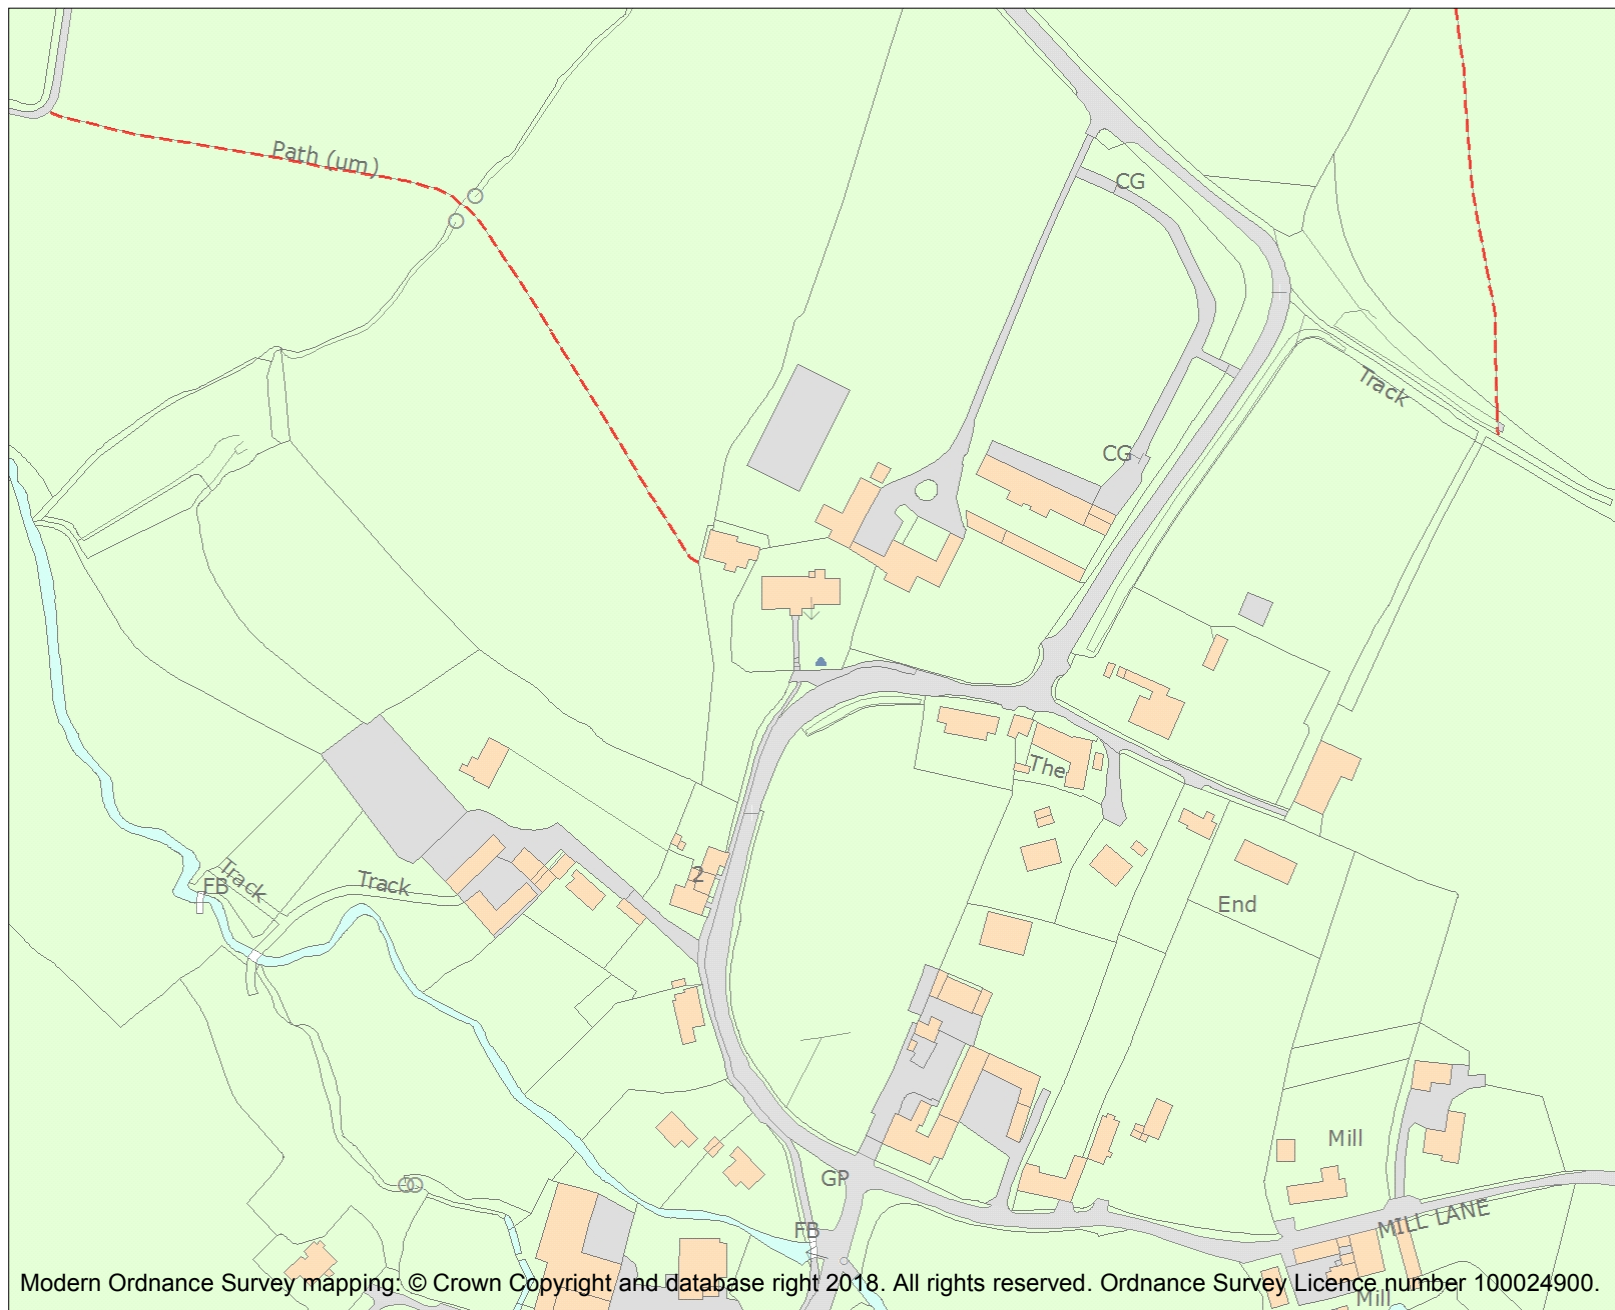 Path (um)
CG
Track
CG
The
2
Track
FB
Track
End
Mill
GP
FB
MILL LANE
Modern Ordnance Survey mapping: © Crown Copyright and database right 2018. All rights reserved. Ordnance Survey Licence number 100024900.
Mill